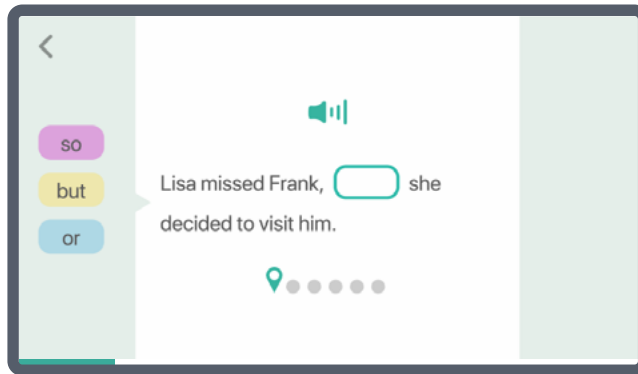 so
but
or
Lisa missed Frank, she
decided to visit him.